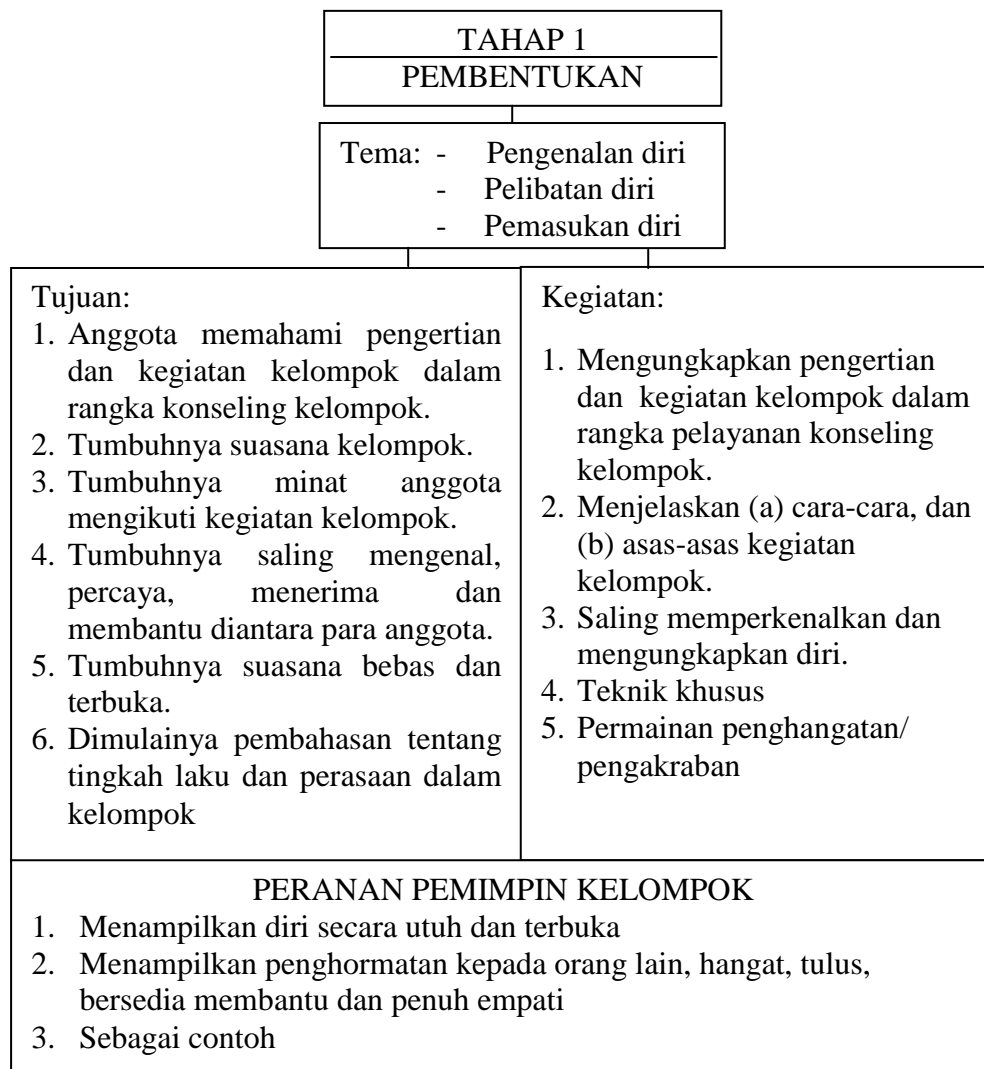 TAHAP 1
PEMBENTUKAN
Tema: - Pengenalan diri
- Pelibatan diri
- Pemasukan diri
Tujuan:
1. Anggota memahami pengertian
dan kegiatan kelompok dalam
rangka konseling kelompok.
2. Tumbuhnya suasana kelompok.
3. Tumbuhnya minat anggota
mengikuti kegiatan kelompok.
4. Tumbuhnya saling mengenal,
percaya, menerima dan
membantu diantara para anggota.
5. Tumbuhnya suasana bebas dan
terbuka.
6. Dimulainya pembahasan tentang
tingkah laku dan perasaan dalam
kelompok
Kegiatan:
1. Mengungkapkan pengertian
dan kegiatan kelompok dalam
rangka pelayanan konseling
kelompok.
2. Menjelaskan (a) cara-cara, dan
(b) asas-asas kegiatan
kelompok.
3. Saling memperkenalkan dan
mengungkapkan diri.
4. Teknik khusus
5. Permainan penghangatan/
pengakraban
PERANAN PEMIMPIN KELOMPOK
1. Menampilkan diri secara utuh dan terbuka
2. Menampilkan penghormatan kepada orang lain, hangat, tulus,
bersedia membantu dan penuh empati
3. Sebagai contoh